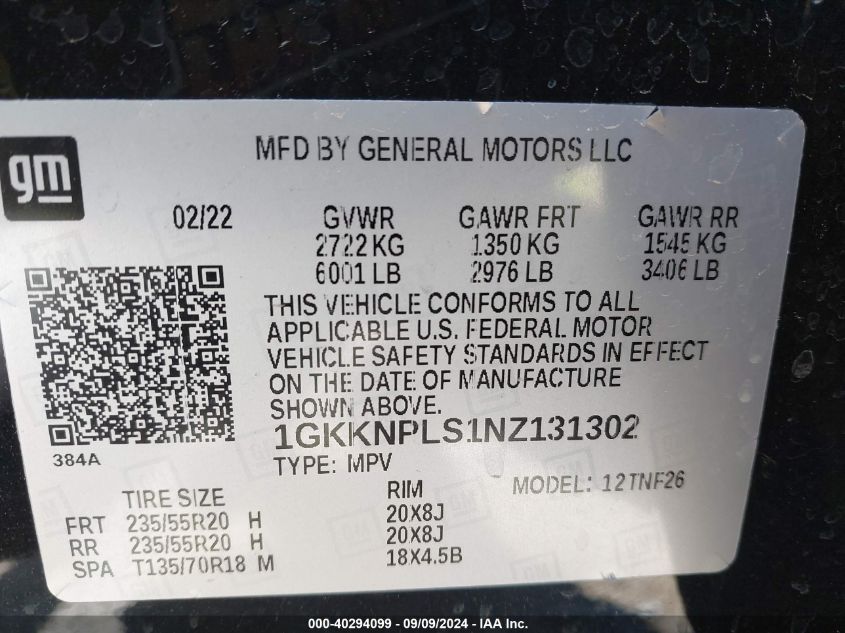 MFD BY GENERAL MOTORS LLC
gm
02/22 GVWR GAWR FRT GAWR RR
2722 KG 1350 KG 1545 KG
6001 LB 2976 LB 3406 LB
THIS VEHICLE CONFORMS TO ALL
APPLICABLE U.S. FEDERAL MOTOR
VEHICLE SAFETY STANDARDS IN EFFECT
ON THE DATE OF MANUFACTURE
SHOWN ABOVE.
1GKKNPLS1NZ131302
384A
TYPE: MPV
MODEL: 12TNF26
TIRE SIZE RIM
FRT 235/55R20 H 20X8J
RR 235/55R20 H 20X8J
SPA T135/70R18 M 18X4.5B
000-40294099 - 09/09/2024 - IAA, Inc.